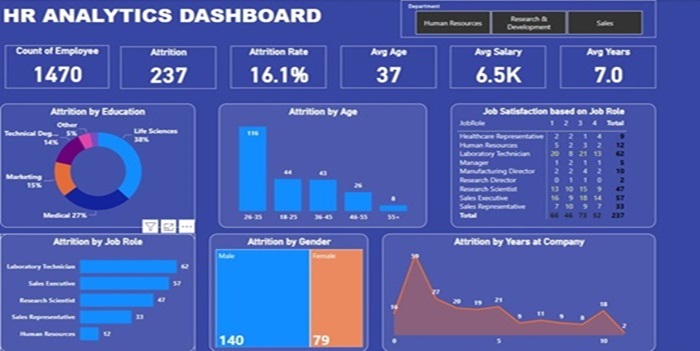 HR ANALYTICS DASHBOARD
Department
Human Resources
Research &
Development
Sales
Count of Employee
1470
Attrition
237
Attrition Rate
16.1%
Avg Age
37
Avg Salary
6.5K
Avg Years
7.0
Attrition by Education
Other
5%
Technical Deg...
14%
Life Sciences
38%
Marketing
15%
Medical 27%
Attrition by Age
116
44
43
26
8
26-35 18-25 36-45 46-55 55+
Job Satisfaction based on Job Role
JobRole 1 2 3 4 Total
Healthcare Representative 2 2 1 4 9
Human Resources 5 2 3 2 12
Laboratory Technician 20 8 21 13 62
Manager 1 2 1 1 5
Manufacturing Director 2 2 4 2 10
Research Director 0 1 1 0 2
Research Scientist 13 10 15 9 47
Sales Executive 16 9 18 14 57
Sales Representative 7 10 9 7 33
Total 66 46 73 52 237
Attrition by Job Role
Laboratory Technician 62
Sales Executive 57
Research Scientist 47
Sales Representative 33
Human Resources 12
Attrition by Gender
Male
Female
140
79
Attrition by Years at Company
59
27
20
19
21
9
11
9
8
18
2
16
0 5 10